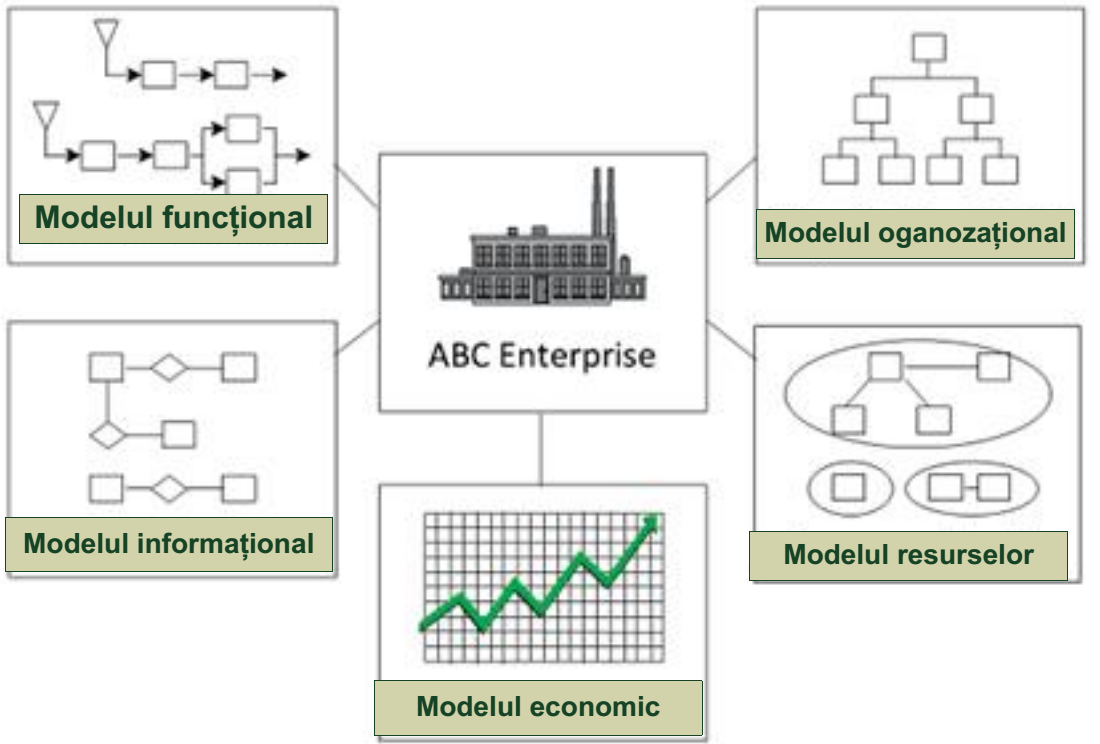 Modelul funcțional
Modelul oganozațional
ABC Enterprise
Modelul informațional
Modelul resurselor
Modelul economic